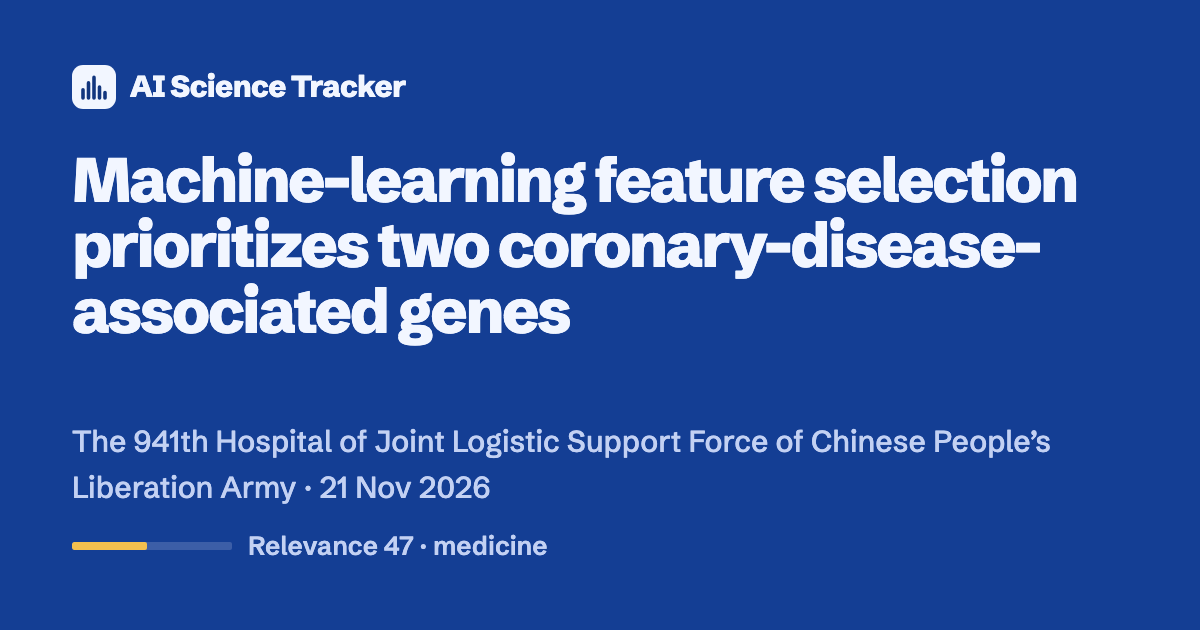 AI Science Tracker
Machine-learning feature selection
prioritizes two coronary-disease-
associated genes
The 941th Hospital of Joint Logistic Support Force of Chinese People’s
Liberation Army · 21 Nov 2026
Relevance 47 · medicine